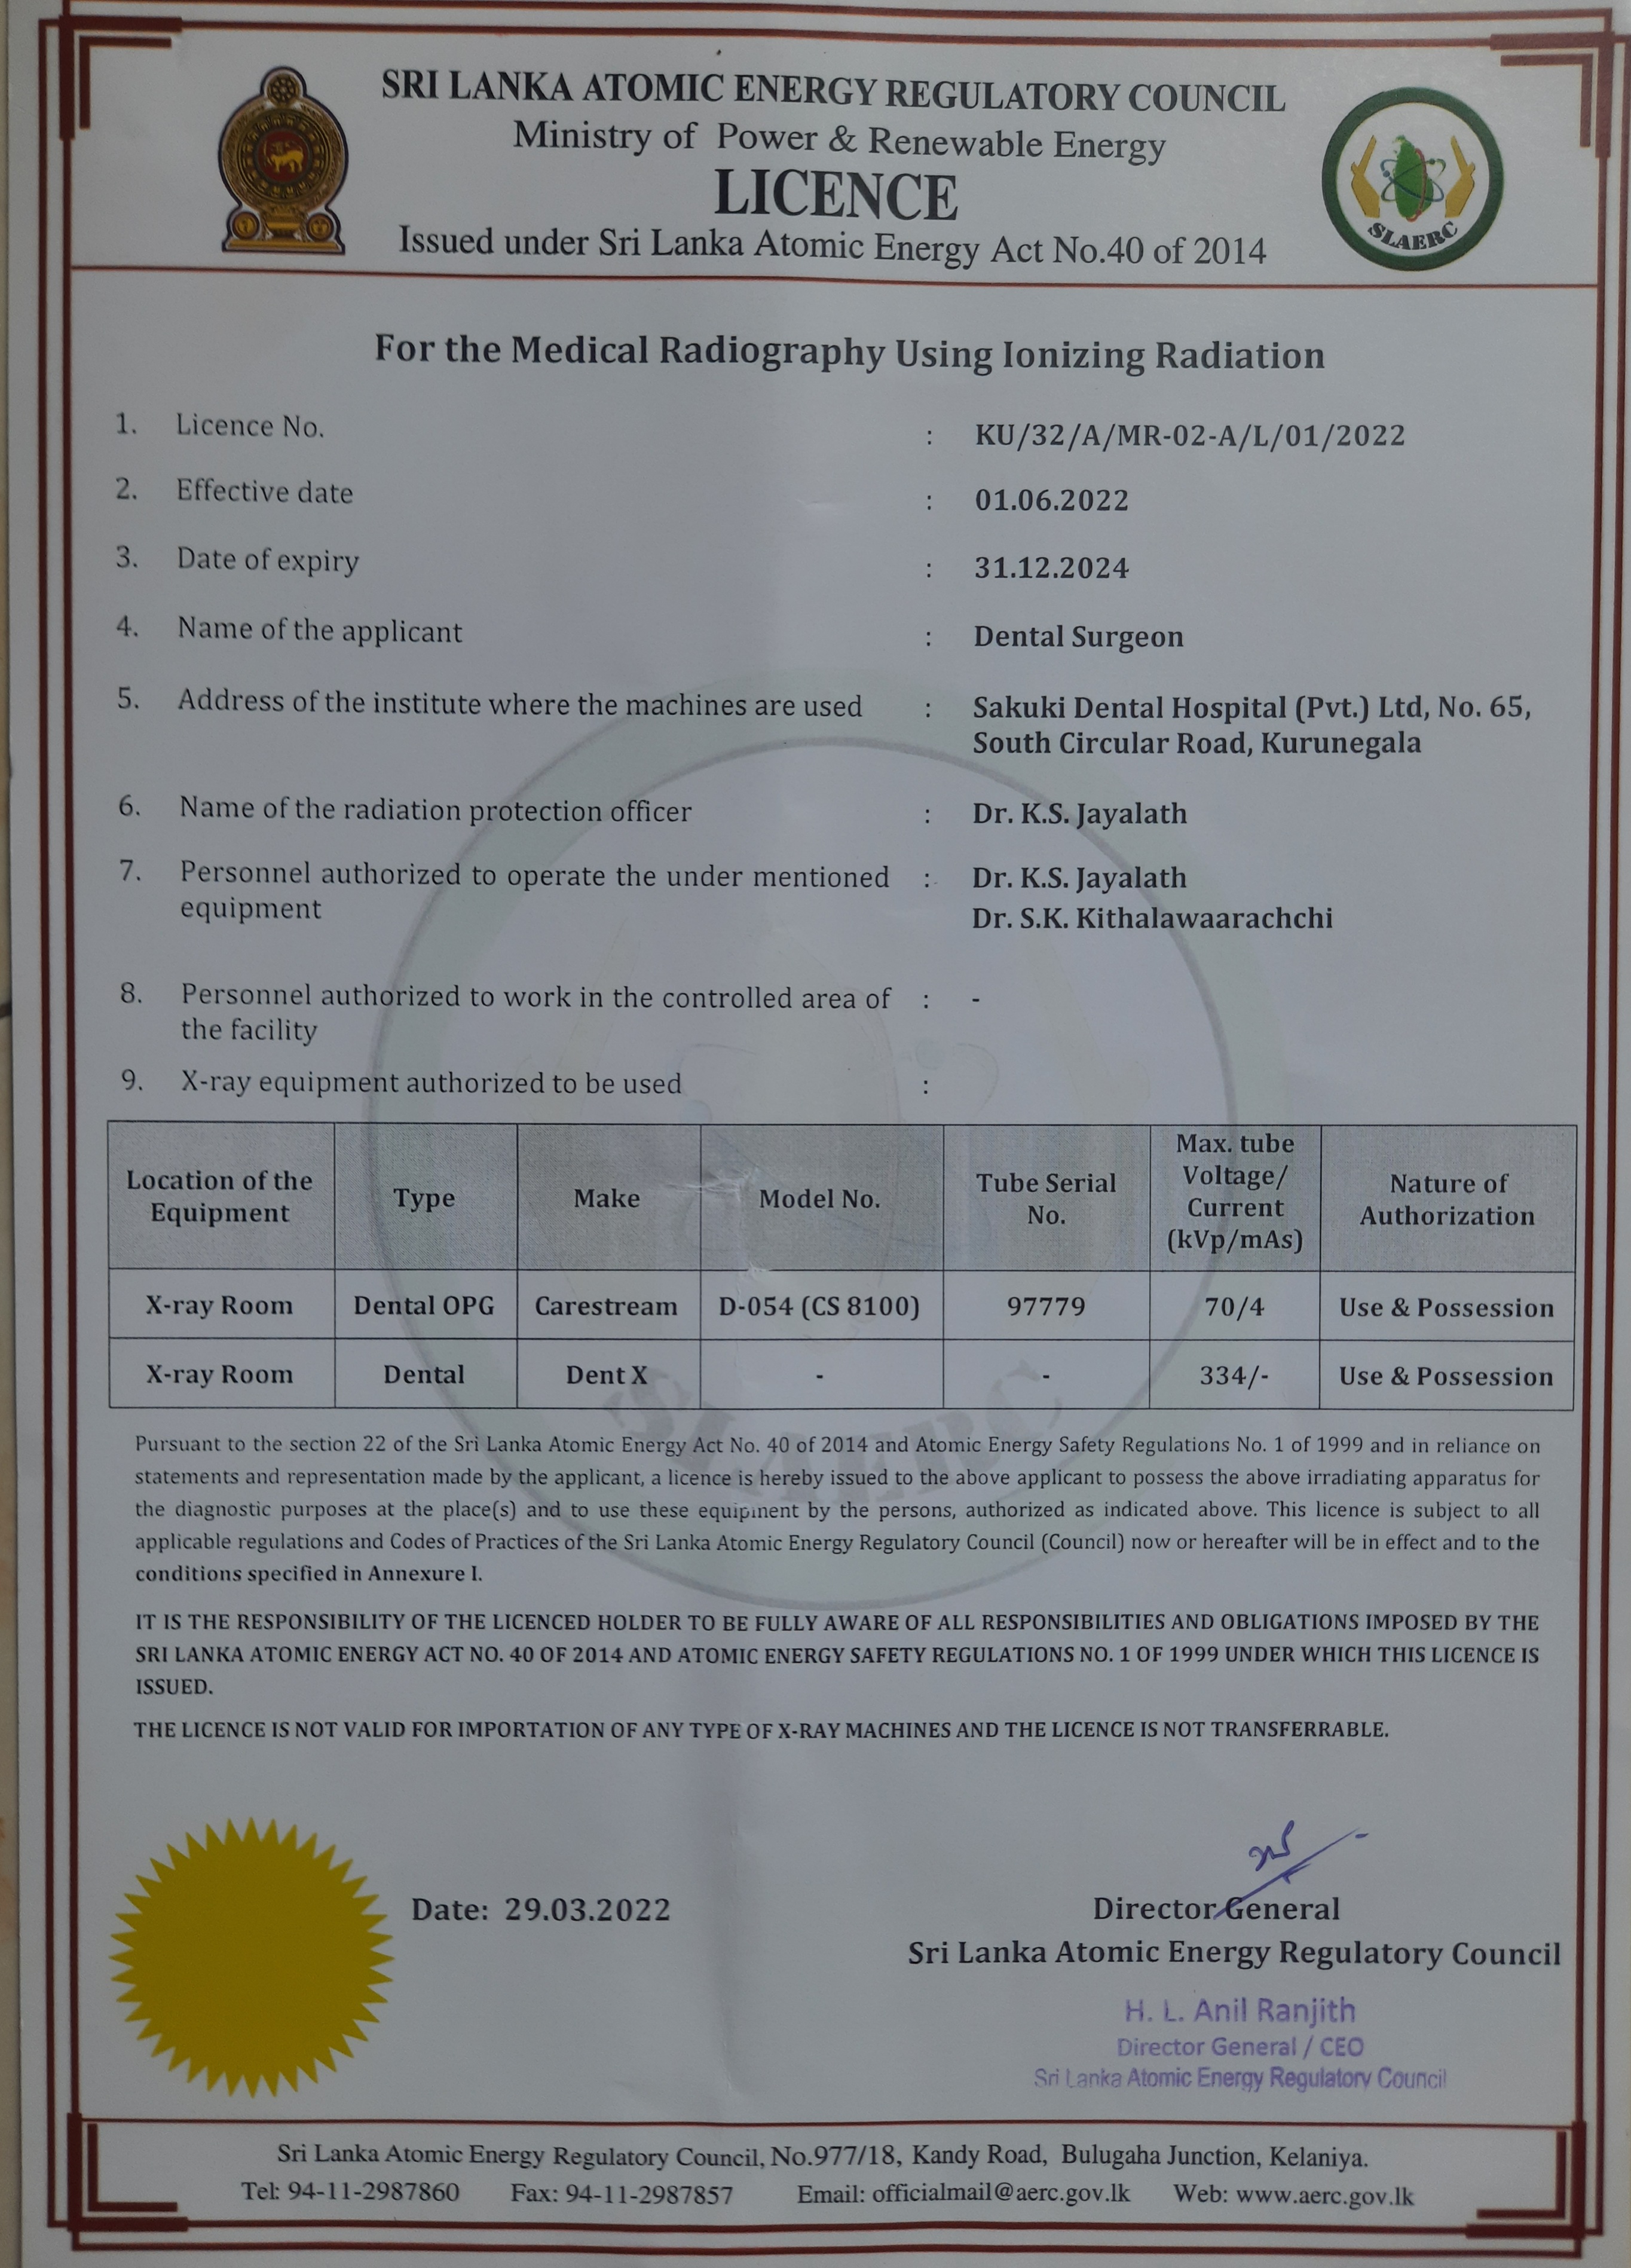 SRI LANKA ATOMIC ENERGY REGULATORY COUNCIL
Ministry of Power & Renewable Energy
LICENCE
Issued under Sri Lanka Atomic Energy Act No.40 of 2014
SLAERC
For the Medical Radiography Using Ionizing Radiation
1. Licence No. : KU/32/A/MR-02-A/L/01/2022
2. Effective date : 01.06.2022
3. Date of expiry : 31.12.2024
4. Name of the applicant : Dental Surgeon
5. Address of the institute where the machines are used : Sakuki Dental Hospital (Pvt.) Ltd, No. 65,
South Circular Road, Kurunegala
6. Name of the radiation protection officer : Dr. K.S. Jayalath
7. Personnel authorized to operate the under mentioned : Dr. K.S. Jayalath
equipment Dr. S.K. Kithalawaarachchi
8. Personnel authorized to work in the controlled area of : -
the facility
9. X-ray equipment authorized to be used :
Location of the Equipment Type Make Model No. Tube Serial No. Max. tube Voltage/ Current (kVp/mAs) Nature of Authorization
X-ray Room Dental OPG Carestream D-054 (CS 8100) 97779 70/4 Use & Possession
X-ray Room Dental Dent X - - 334/- Use & Possession
SLAERC
Pursuant to the section 22 of the Sri Lanka Atomic Energy Act No. 40 of 2014 and Atomic Energy Safety Regulations No. 1 of 1999 and in reliance on
statements and representation made by the applicant, a licence is hereby issued to the above applicant to possess the above irradiating apparatus for
the diagnostic purposes at the place(s) and to use these equipment by the persons, authorized as indicated above. This licence is subject to all
applicable regulations and Codes of Practices of the Sri Lanka Atomic Energy Regulatory Council (Council) now or hereafter will be in effect and to the
conditions specified in Annexure I.
IT IS THE RESPONSIBILITY OF THE LICENCED HOLDER TO BE FULLY AWARE OF ALL RESPONSIBILITIES AND OBLIGATIONS IMPOSED BY THE
SRI LANKA ATOMIC ENERGY ACT NO. 40 OF 2014 AND ATOMIC ENERGY SAFETY REGULATIONS NO. 1 OF 1999 UNDER WHICH THIS LICENCE IS
ISSUED.
THE LICENCE IS NOT VALID FOR IMPORTATION OF ANY TYPE OF X-RAY MACHINES AND THE LICENCE IS NOT TRANSFERRABLE.
Date: 29.03.2022
Director General
Sri Lanka Atomic Energy Regulatory Council
H. L. Anil Ranjith
Director General / CEO
Sri Lanka Atomic Energy Regulatory Council
Sri Lanka Atomic Energy Regulatory Council, No.977/18, Kandy Road, Bulugaha Junction, Kelaniya.
Tel: 94-11-2987860 Fax: 94-11-2987857 Email: officialmail@aerc.gov.lk Web: www.aerc.gov.lk